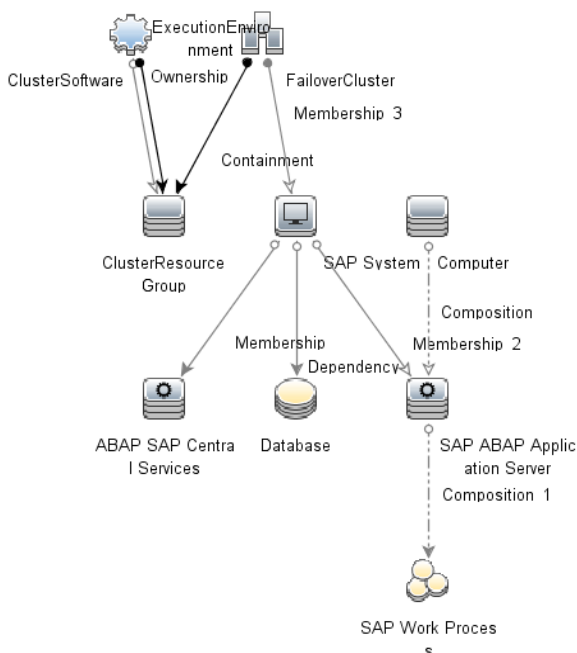 ExecutionEnviro
nment
ClusterSoftware
Ownership
FailoverCluster
Membership 3
Containment
ClusterResource
Group
SAP System
Computer
Composition
Membership
Membership 2
Dependency
ABAP SAP Centra
l Services
Database
SAP ABAP Applic
ation Server
Composition 1
SAP Work Proces
s